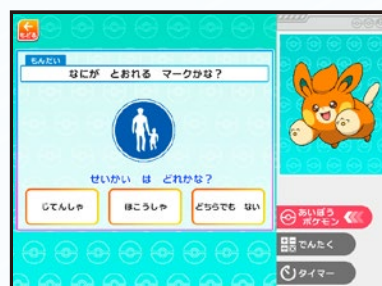 もどる
もんだい
なにが とおれる マークかな?
せいかい は どれかな?
じてんしゃ
ほこうしゃ
どちらでも ない
あいぼう
ポケモン
でんたく
タイマー